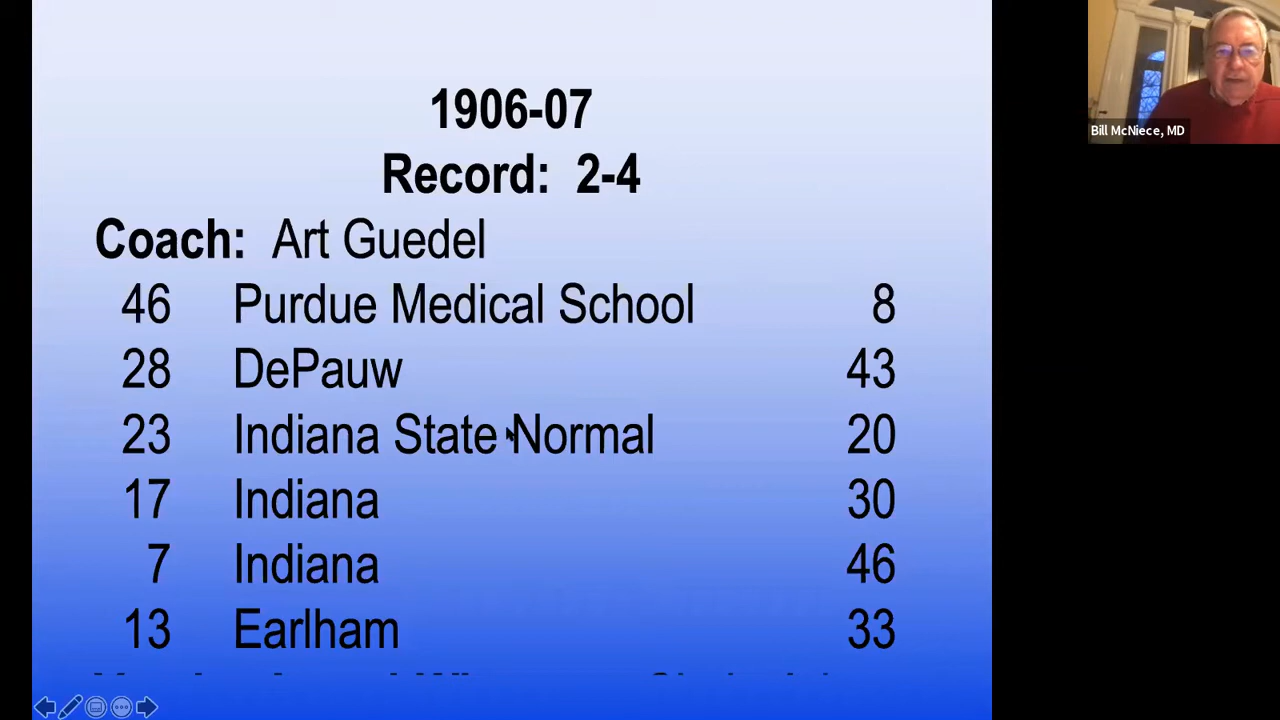 1906-07
Record: 2-4
Coach: Art Guedel
46 Purdue Medical School 8
28 DePauw 43
23 Indiana State Normal 20
17 Indiana 30
7 Indiana 46
13 Earlham 33
Bill McNiece, MD